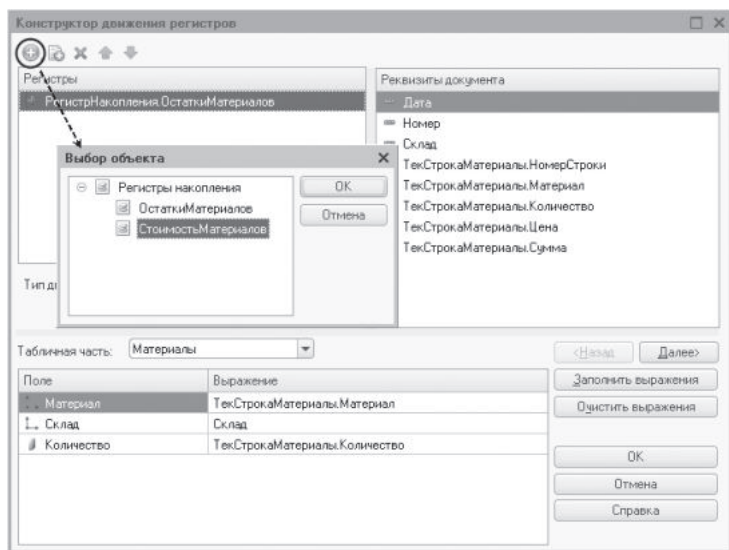 Конструктор движения регистров
Регистры
РегистрНакопления.ОстаткиМатериалов
Реквизиты документа
Дата
Номер
Склад
ТекСтрокаМатериалы.НомерСтроки
ТекСтрокаМатериалы.Материал
ТекСтрокаМатериалы.Количество
ТекСтрокаМатериалы.Цена
ТекСтрокаМатериалы.Сумма
Выбор объекта
Регистры накопления
ОстаткиМатериалов
СтоимостьМатериалов
OK
Отмена
Тип
Табличная часть: Материалы
<Назад Далее>
Поле Выражение
Материал ТекСтрокаМатериалы.Материал
Склад Склад
Количество ТекСтрокаМатериалы.Количество
Заполнить выражения
Очистить выражения
OK
Отмена
Справка